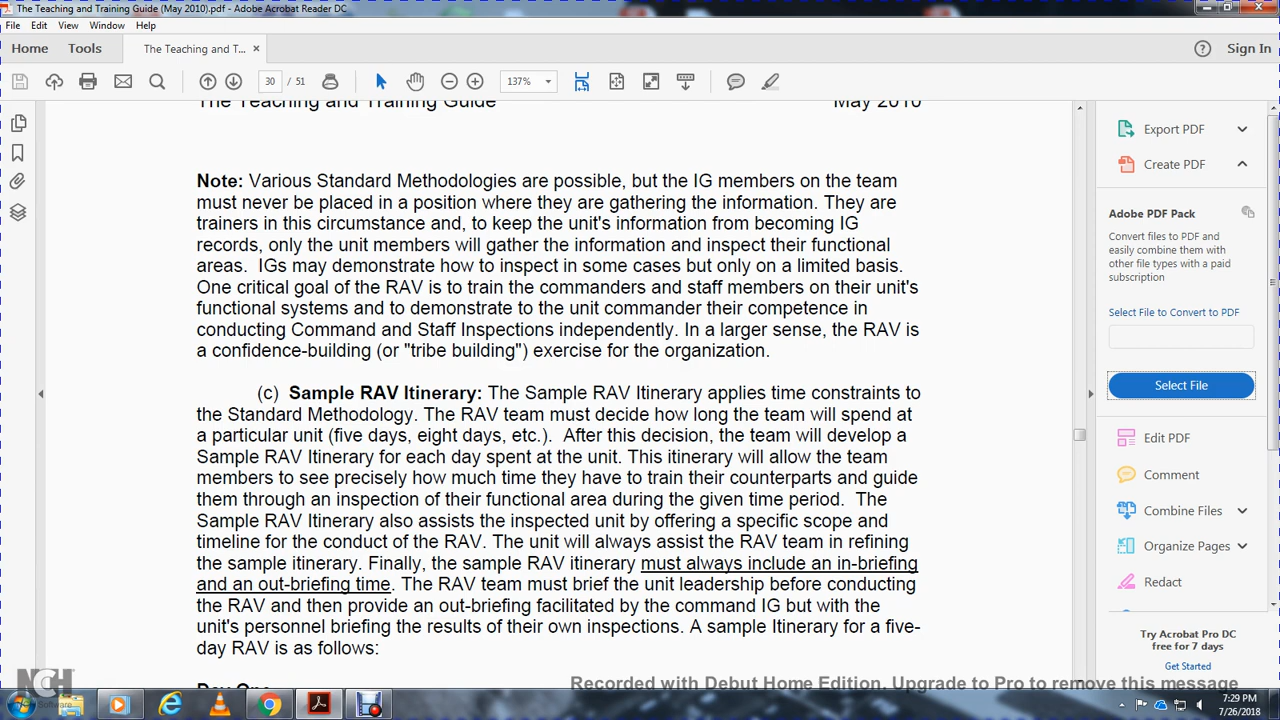 The Teaching and Training Guide (May 2010).pdf - Adobe Acrobat Reader DC
File Edit View Window Help
Home Tools The Teaching and T... × Sign In
30 / 51 137%
The Teaching and Training Guide May 2010
Note: Various Standard Methodologies are possible, but the IG members on the team
must never be placed in a position where they are gathering the information. They are
trainers in this circumstance and, to keep the unit's information from becoming IG
records, only the unit members will gather the information and inspect their functional
areas. IGs may demonstrate how to inspect in some cases but only on a limited basis.
One critical goal of the RAV is to train the commanders and staff members on their unit's
functional systems and to demonstrate to the unit commander their competence in
conducting Command and Staff Inspections independently. In a larger sense, the RAV is
a confidence-building (or "tribe building") exercise for the organization.
(c) Sample RAV Itinerary: The Sample RAV Itinerary applies time constraints to
the Standard Methodology. The RAV team must decide how long the team will spend at
a particular unit (five days, eight days, etc.). After this decision, the team will develop a
Sample RAV Itinerary for each day spent at the unit. This itinerary will allow the team
members to see precisely how much time they have to train their counterparts and guide
them through an inspection of their functional area during the given time period. The
Sample RAV Itinerary also assists the inspected unit by offering a specific scope and
timeline for the conduct of the RAV. The unit will always assist the RAV team in refining
the sample itinerary. Finally, the sample RAV itinerary must always include an in-briefing
and an out-briefing time. The RAV team must brief the unit leadership before conducting
the RAV and then provide an out-briefing facilitated by the command IG but with the
unit's personnel briefing the results of their own inspections. A sample Itinerary for a five-
day RAV is as follows:
Day One
Export PDF
Create PDF
Adobe PDF Pack
Convert files to PDF and
easily combine them with
other file types with a paid
subscription
Select File to Convert to PDF
Select File
Edit PDF
Comment
Combine Files
Organize Pages
Redact
Try Acrobat Pro DC
free for 7 days
Get Started
NCH
Software
Recorded with Debut Home Edition. Upgrade to Pro to remove this message
7:29 PM
7/26/2018